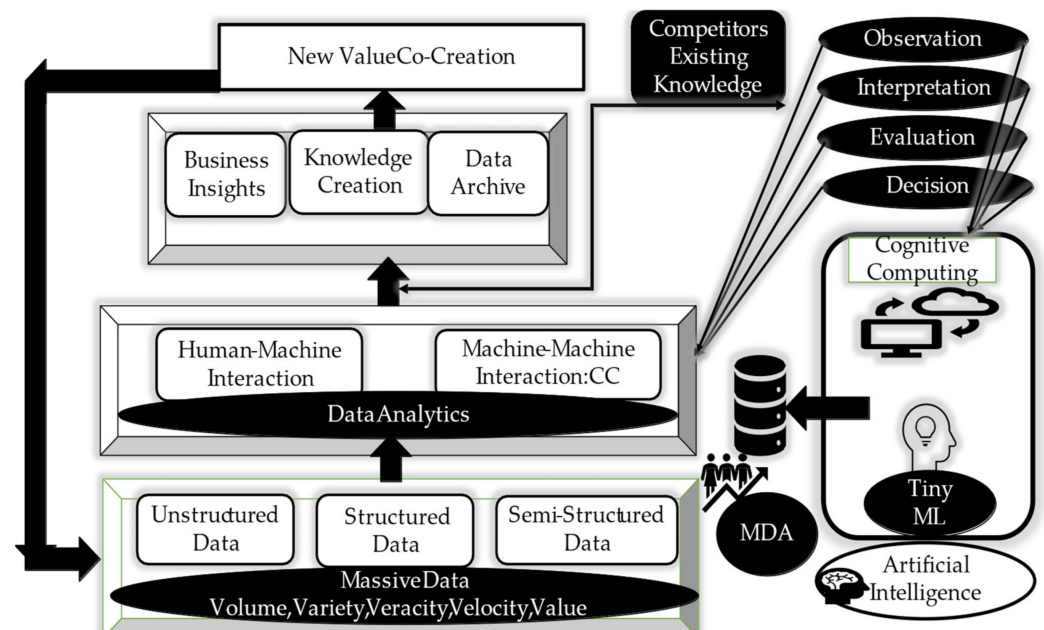 New ValueCo-Creation
Competitors
Existing
Knowledge
Observation
Interpretation
Evaluation
Decision
Business
Insights
Knowledge
Creation
Data
Archive
Cognitive
Computing
Human-Machine
Interaction
Machine-Machine
Interaction:CC
DataAnalytics
Unstructured
Data
Structured
Data
Semi-Structured
Data
MassiveData
Volume,Variety,Veracity,Velocity,Value
MDA
Tiny
ML
Artificial
Intelligence